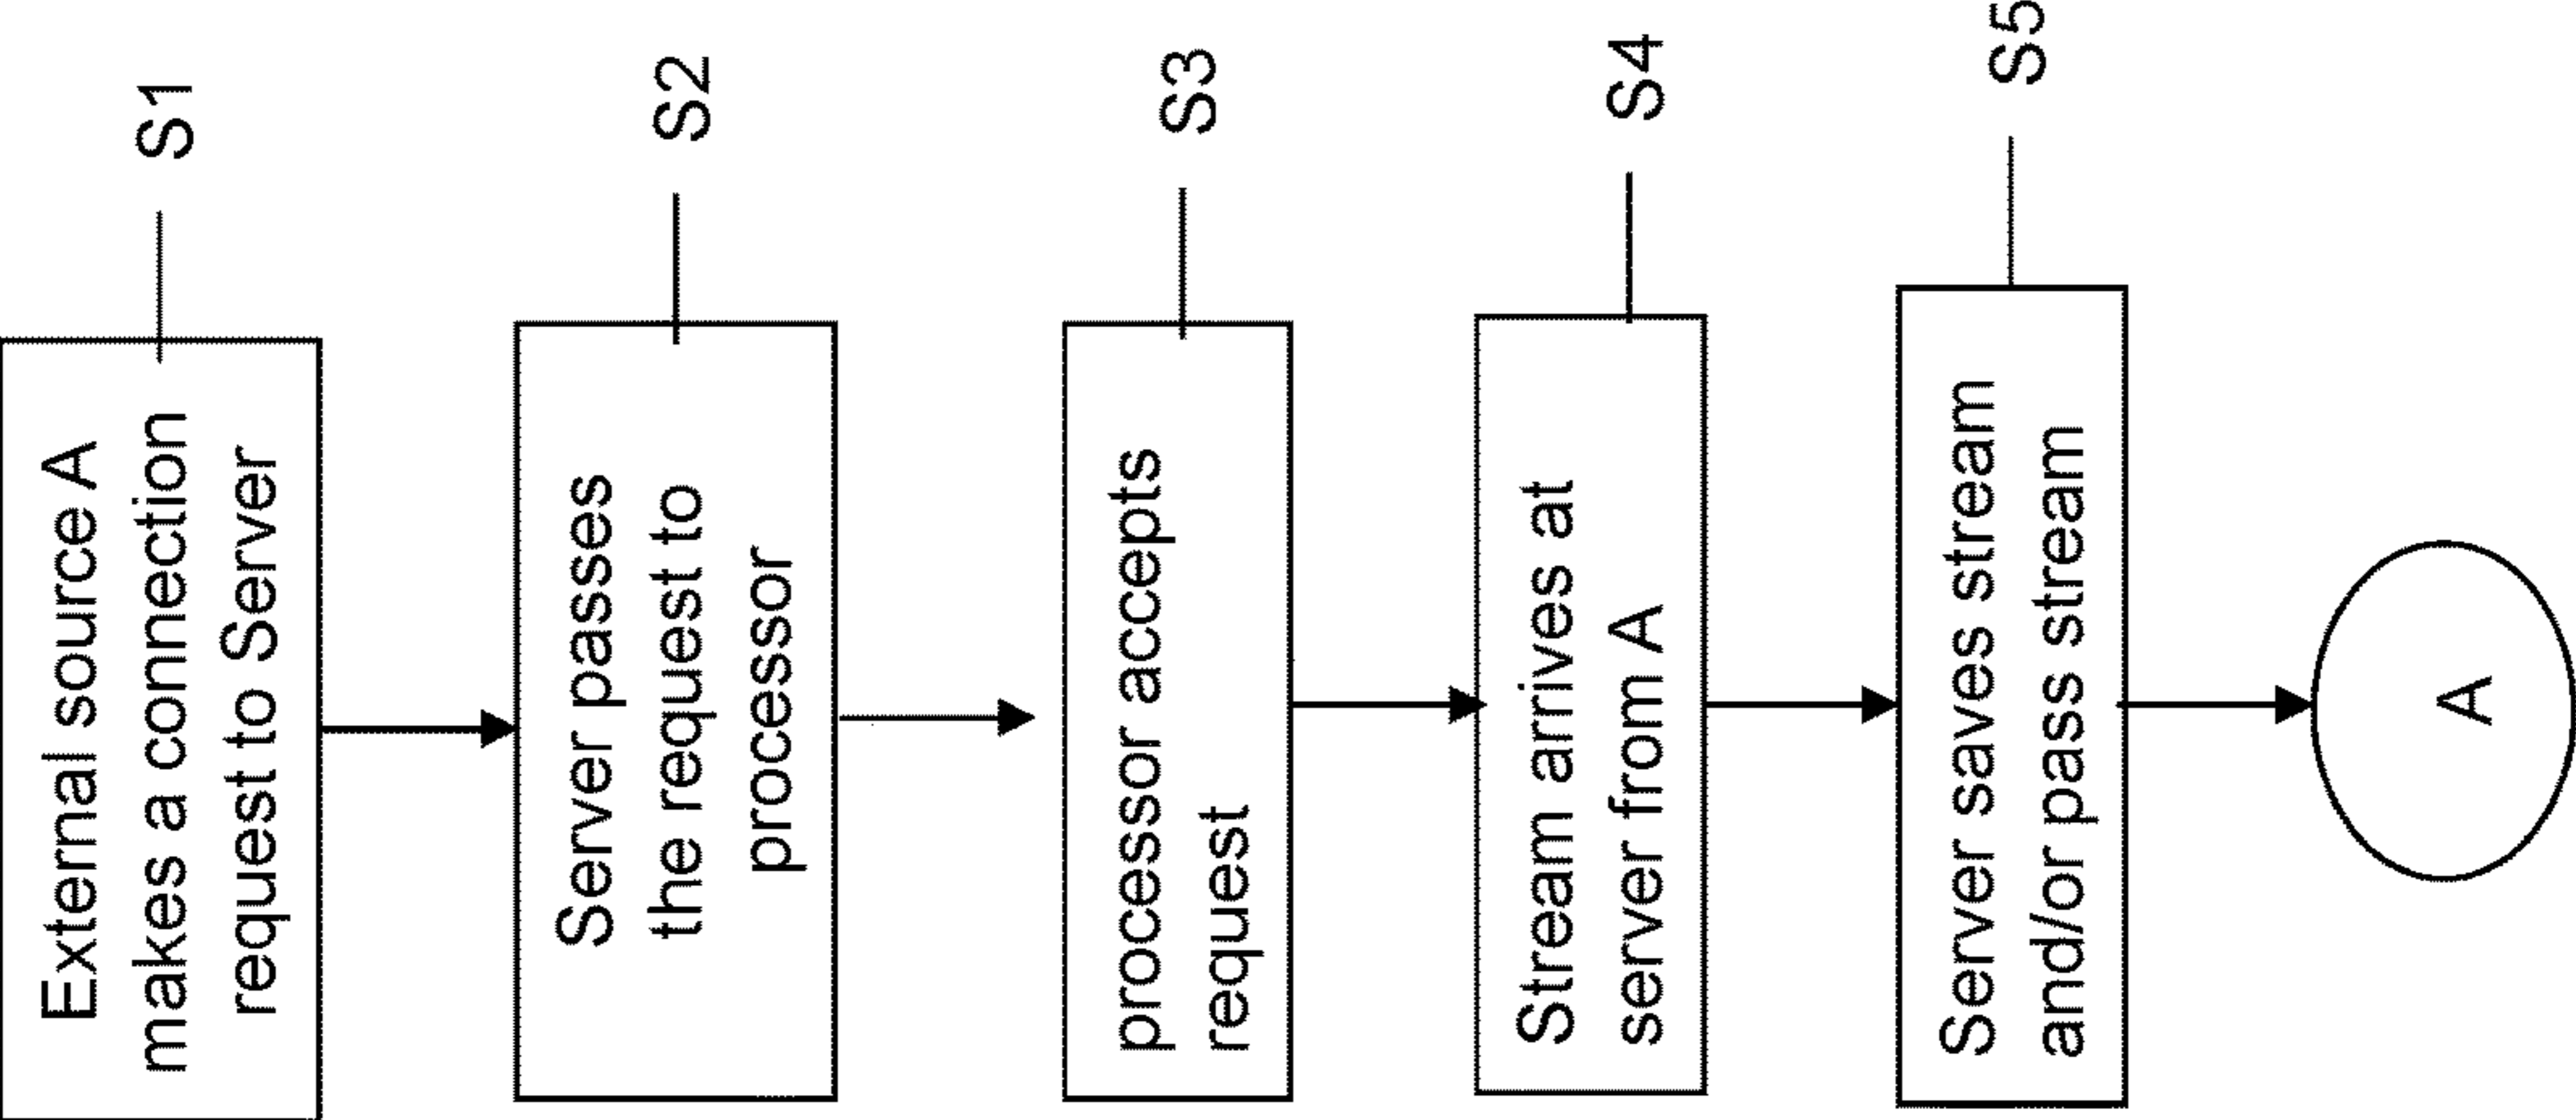 External source A
makes a connection
request to Server
S1
Server passes
the request to
processor
S2
processor accepts
request
S3
Stream arrives at
server from A
S4
Server saves stream
and/or pass stream
S5
A